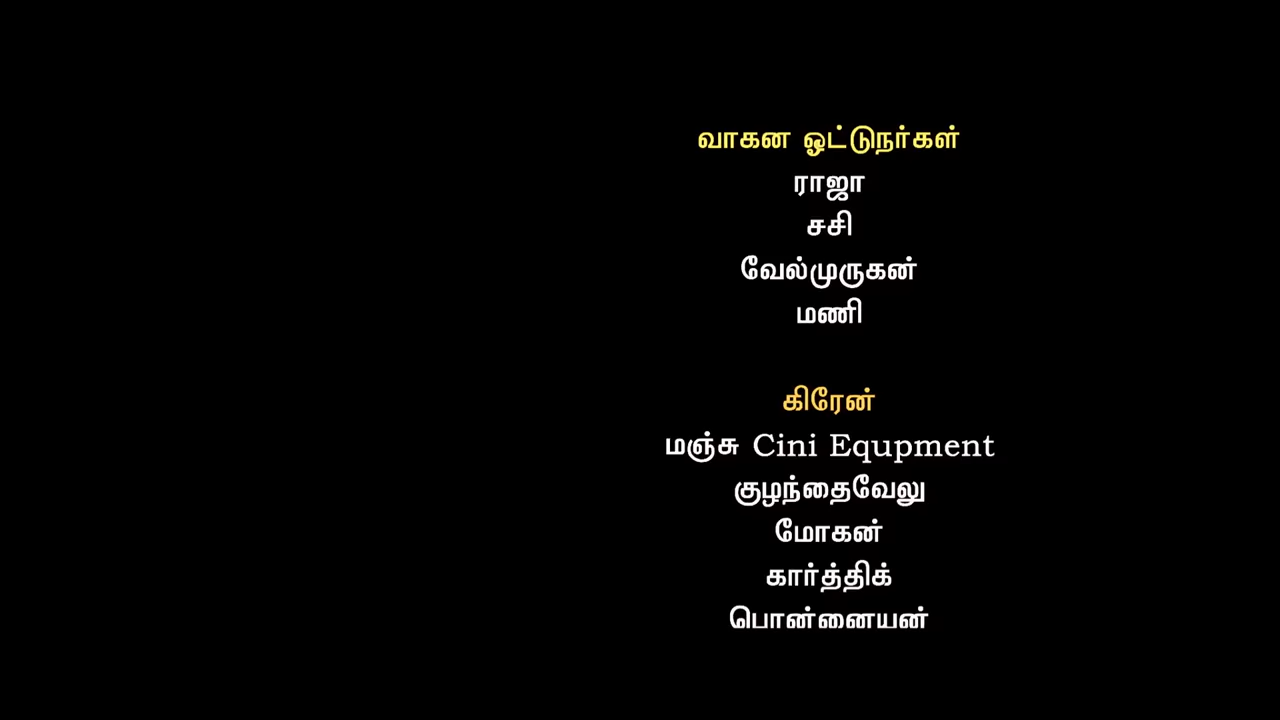 வாகன ஓட்டுநர்கள்
ராஜா
சசி
வேல்முருகன்
மணி
கிரேன்
மஞ்சு Cini Equpment
குழந்தைவேலு
மோகன்
கார்த்திக்
பொன்னையன்